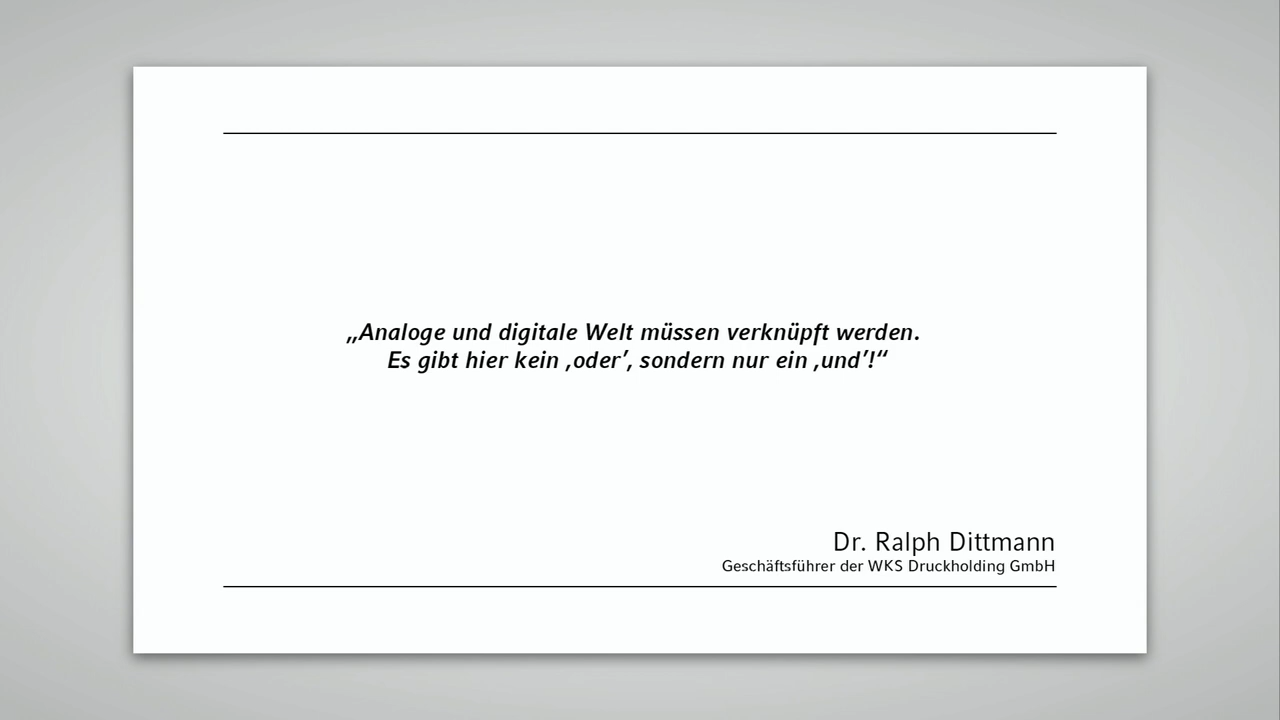 „Analoge und digitale Welt müssen verknüpft werden.
Es gibt hier kein ‚oder’, sondern nur ein ‚und’!“
Dr. Ralph Dittmann
Geschäftsführer der WKS Druckholding GmbH